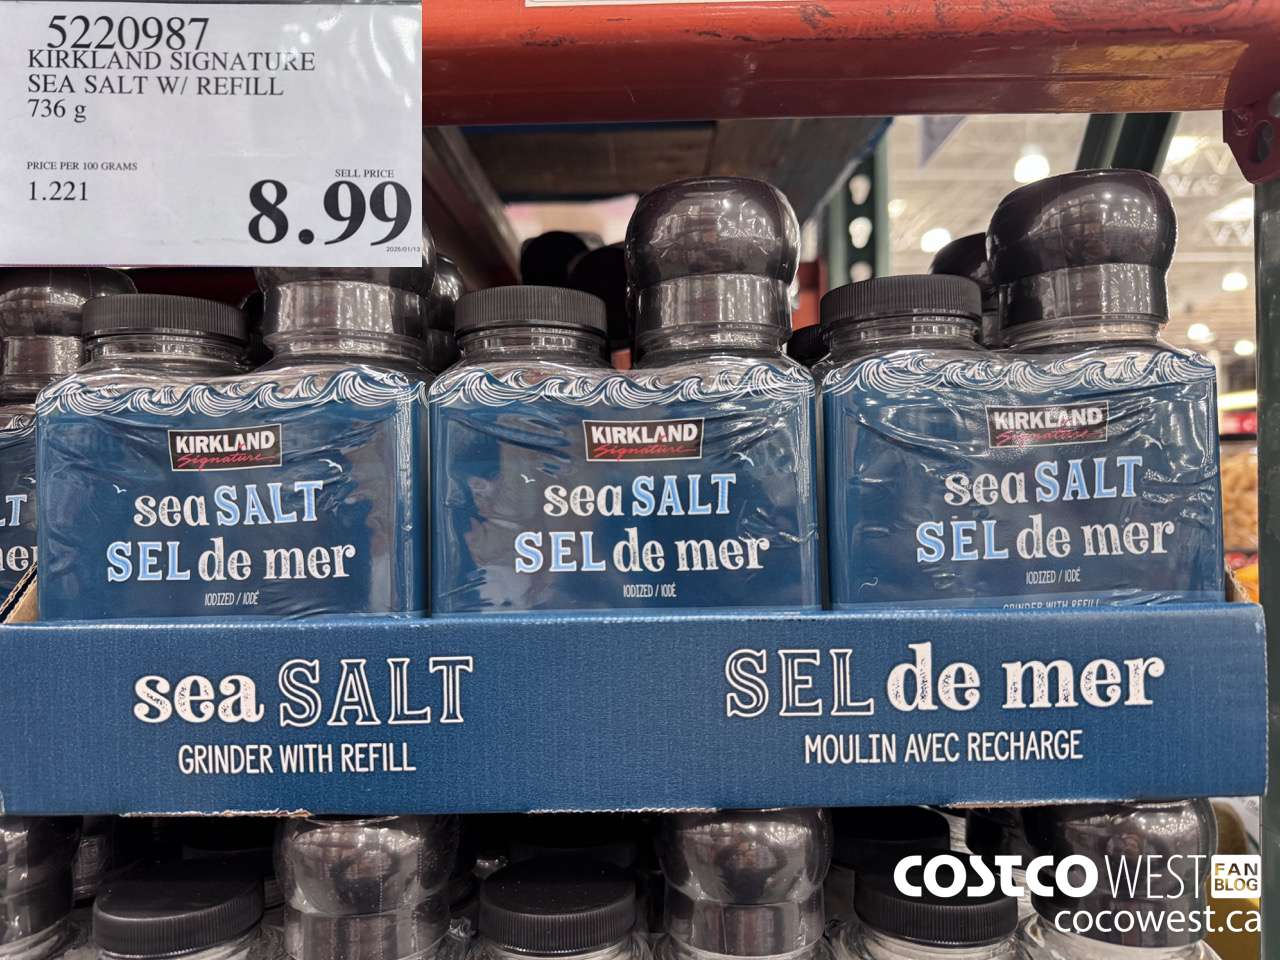 5220987
KIRKLAND SIGNATURE
SEA SALT W/ REFILL
736 g
PRICE PER 100 GRAMS
1.221
SELL PRICE
8.99
KIRKLAND
Signature
sea SALT
SEL de mer
IODIZED / IODÉ
KIRKLAND
Signature
sea SALT
SEL de mer
IODIZED / IODÉ
KIRKLAND
Signature
sea SALT
SEL de mer
IODIZED / IODÉ
GRINDER WITH REFILL
sea SALT
GRINDER WITH REFILL
SEL de mer
MOULIN AVEC RECHARGE
COSTCO WEST
FAN
BLOG
cocowest.ca